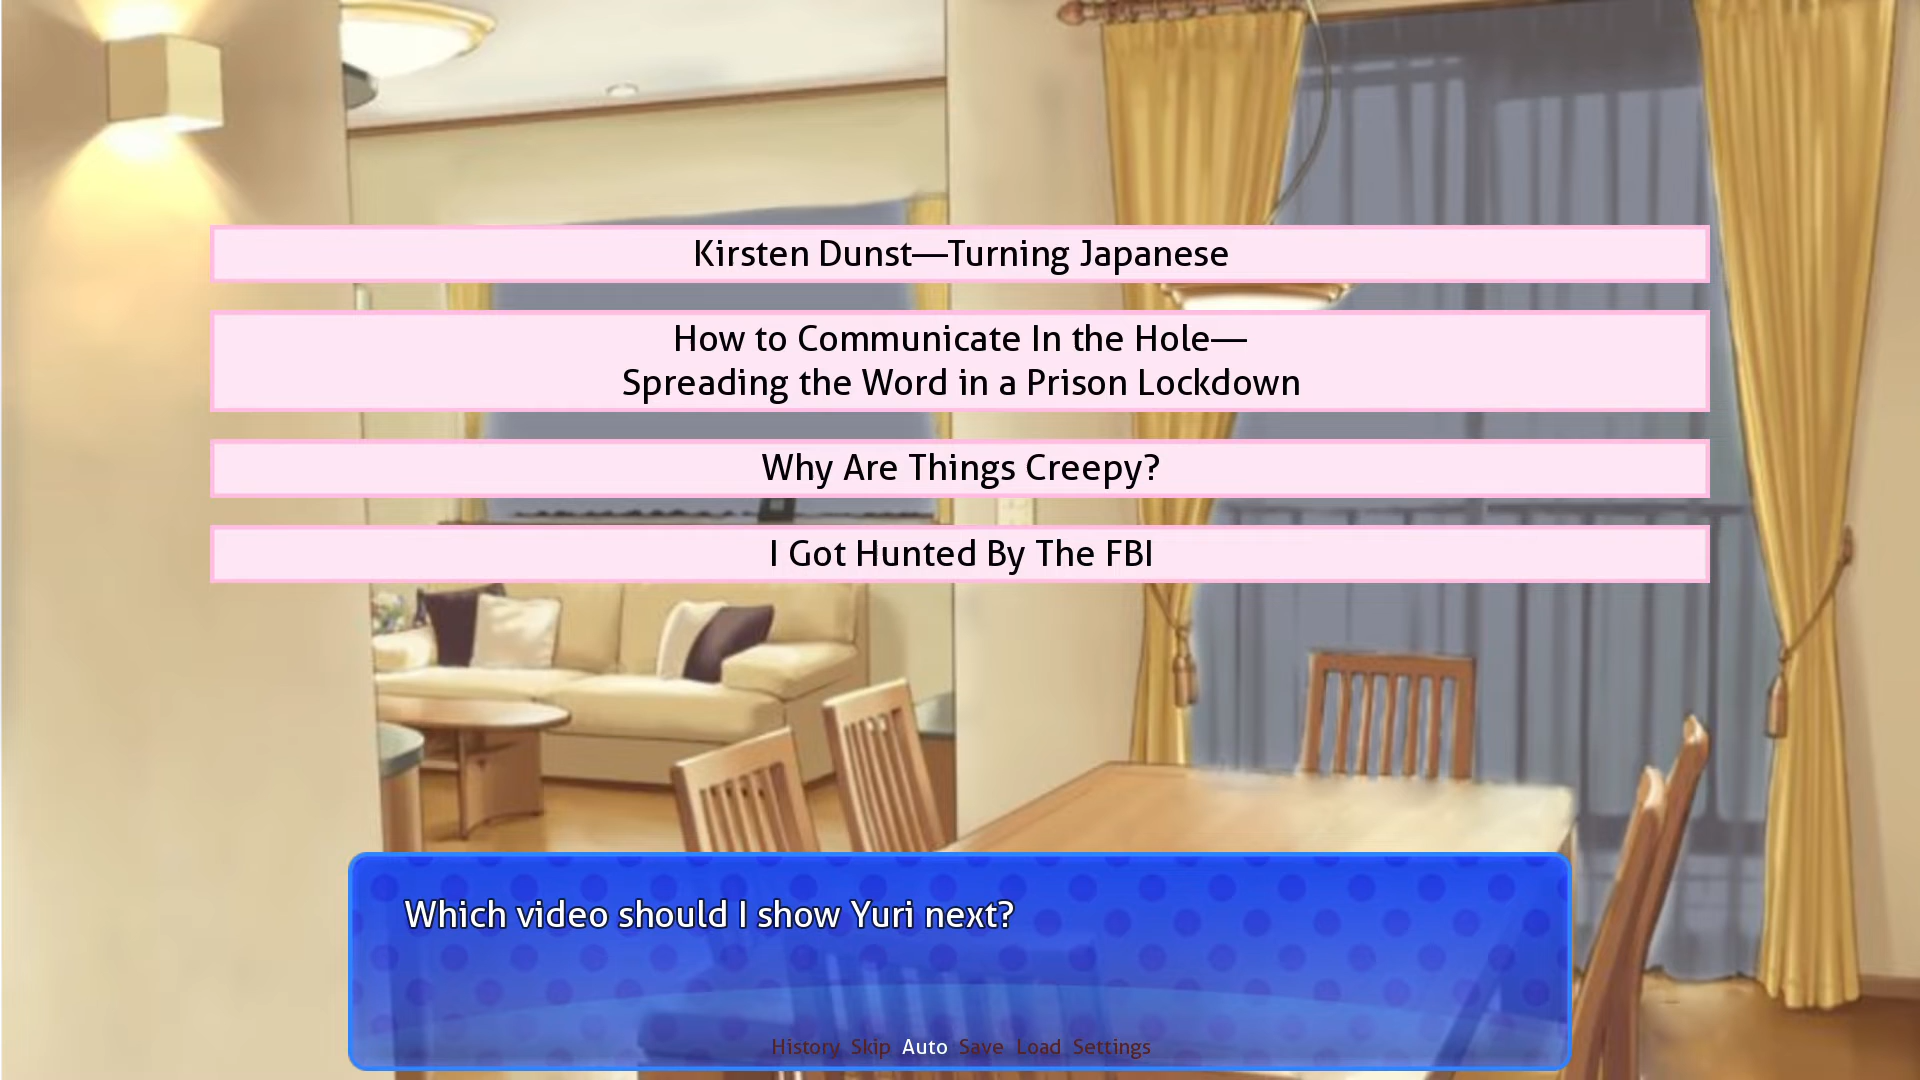 Kirsten Dunst—Turning Japanese
How to Communicate In the Hole—
Spreading the Word in a Prison Lockdown
Why Are Things Creepy?
I Got Hunted By The FBI
Which video should I show Yuri next?
History Skip Auto Save Load Settings